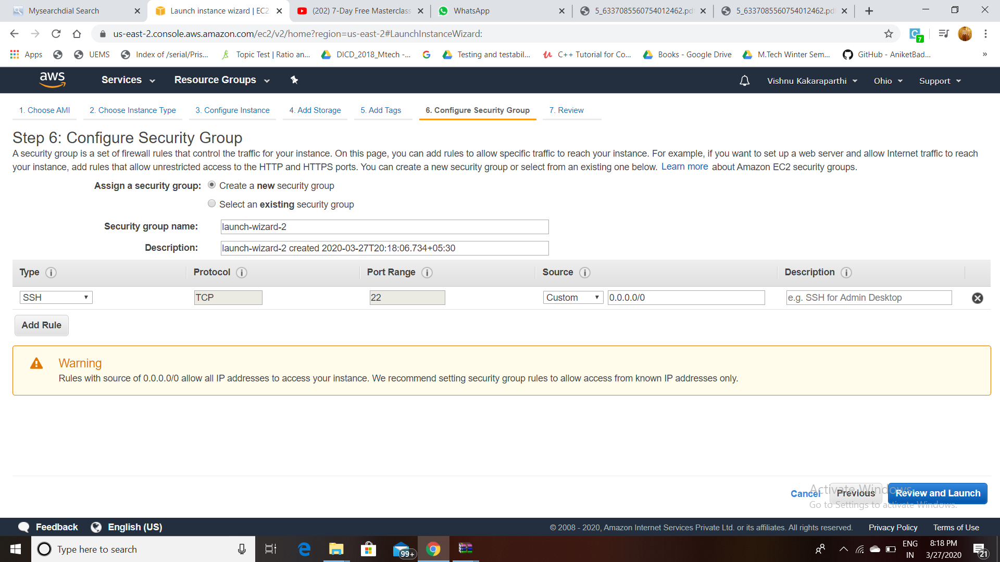 Mysearchdial Search
Launch instance wizard | EC2
(202) 7-Day Free Masterclass
WhatsApp
5_6337085560754012462.pd
5_6337085560754012462.pd
us-east-2.console.aws.amazon.com/ec2/v2/home?region=us-east-2#LaunchInstanceWizard:
7
Apps
UEMS
Index of /serial/Pris...
Topic Test | Ratio an...
DICD_2018_Mtech -...
Testing and testabil...
C++ Tutorial for Co...
Books - Google Drive
M.Tech Winter Sem...
GitHub - AniketBad...
»
aws
Services
Resource Groups
Vishnu Kakaraparthi
Ohio
Support
1. Choose AMI
2. Choose Instance Type
3. Configure Instance
4. Add Storage
5. Add Tags
6. Configure Security Group
7. Review
Step 6: Configure Security Group
A security group is a set of firewall rules that control the traffic for your instance. On this page, you can add rules to allow specific traffic to reach your instance. For example, if you want to set up a web server and allow Internet traffic to reach
your instance, add rules that allow unrestricted access to the HTTP and HTTPS ports. You can create a new security group or select from an existing one below. Learn more about Amazon EC2 security groups.
Assign a security group:
Create a new security group
Select an existing security group
Security group name:
launch-wizard-2
Description:
launch-wizard-2 created 2020-03-27T20:18:06.734+05:30
Type i
Protocol i
Port Range i
Source i
Description i
SSH
TCP
22
Custom
0.0.0.0/0
e.g. SSH for Admin Desktop
Add Rule
Warning
Rules with source of 0.0.0.0/0 allow all IP addresses to access your instance. We recommend setting security group rules to allow access from known IP addresses only.
Cancel
Previous
Review and Launch
Activate Windows
Go to Settings to activate Windows.
Feedback
English (US)
© 2008 - 2020, Amazon Internet Services Private Ltd. or its affiliates. All rights reserved.
Privacy Policy
Terms of Use
Type here to search
99+
ENG
IN
8:18 PM
3/27/2020
21